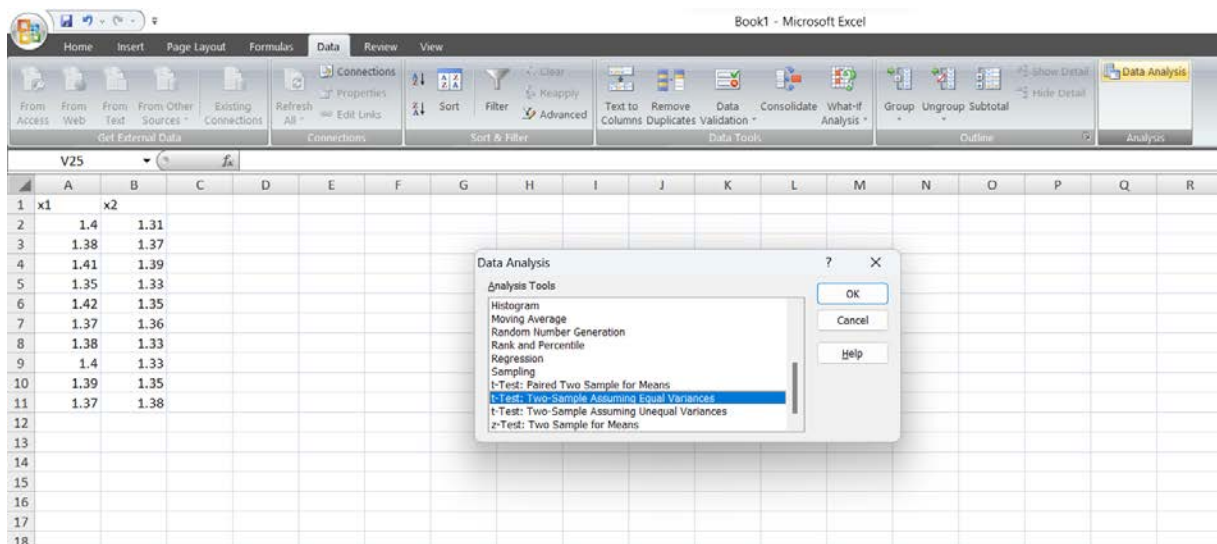 Book1 - Microsoft Excel
Home Insert Page Layout Formulas Data Review View
From Access
From Web
From Text
From Other Sources
Existing Connections
Get External Data
Refresh All
Connections
Properties
Edit Links
Connections
Sort
Filter
Clear
Reapply
Advanced
Sort & Filter
Text to Columns
Remove Duplicates
Data Validation
Consolidate
What-If Analysis
Data Tools
Group
Ungroup
Subtotal
Show Detail
Hide Detail
Outline
Data Analysis
Analysis
V25 fx
A B C D E F G H I J K L M N O P Q R
1 x1 x2
2 1.4 1.31
3 1.38 1.37
4 1.41 1.39
5 1.35 1.33
6 1.42 1.35
7 1.37 1.36
8 1.38 1.33
9 1.4 1.33
10 1.39 1.35
11 1.37 1.38
12
13
14
15
16
17
18
Data Analysis ?
Analysis Tools
Histogram
Moving Average
Random Number Generation
Rank and Percentile
Regression
Sampling
t-Test: Paired Two Sample for Means
t-Test: Two-Sample Assuming Equal Variances
t-Test: Two-Sample Assuming Unequal Variances
z-Test: Two Sample for Means
OK
Cancel
Help